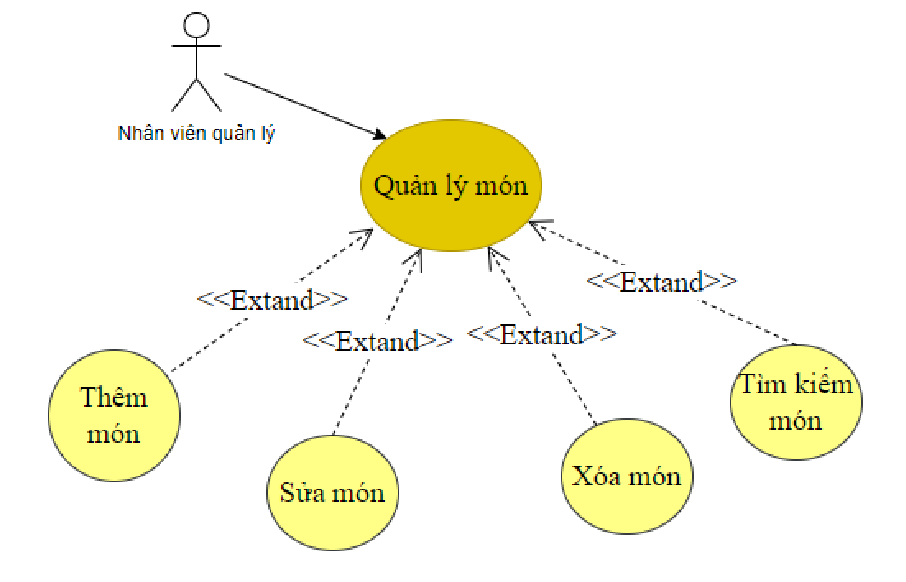 Nhân viên quản lý
Quản lý món
<<Extand>>
<<Extand>>
<<Extand>>
<<Extand>>
Thêm
món
Sửa món
Xóa món
Tìm kiếm
món